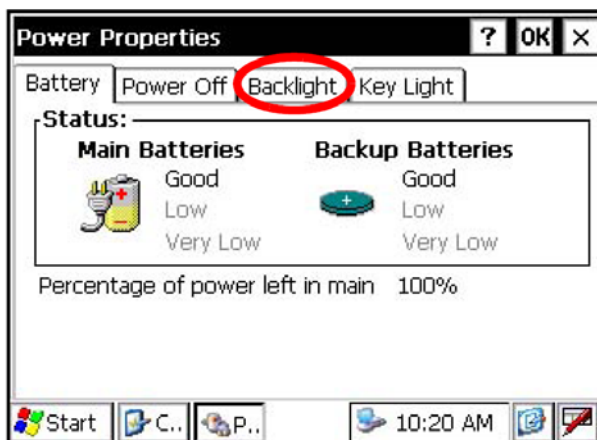 Power Properties ? OK ×
Battery Power Off Backlight Key Light
Status:
Main Batteries Backup Batteries
Good Good
Low Low
Very Low Very Low
Percentage of power left in main 100%
Start C.. P.. 10:20 AM